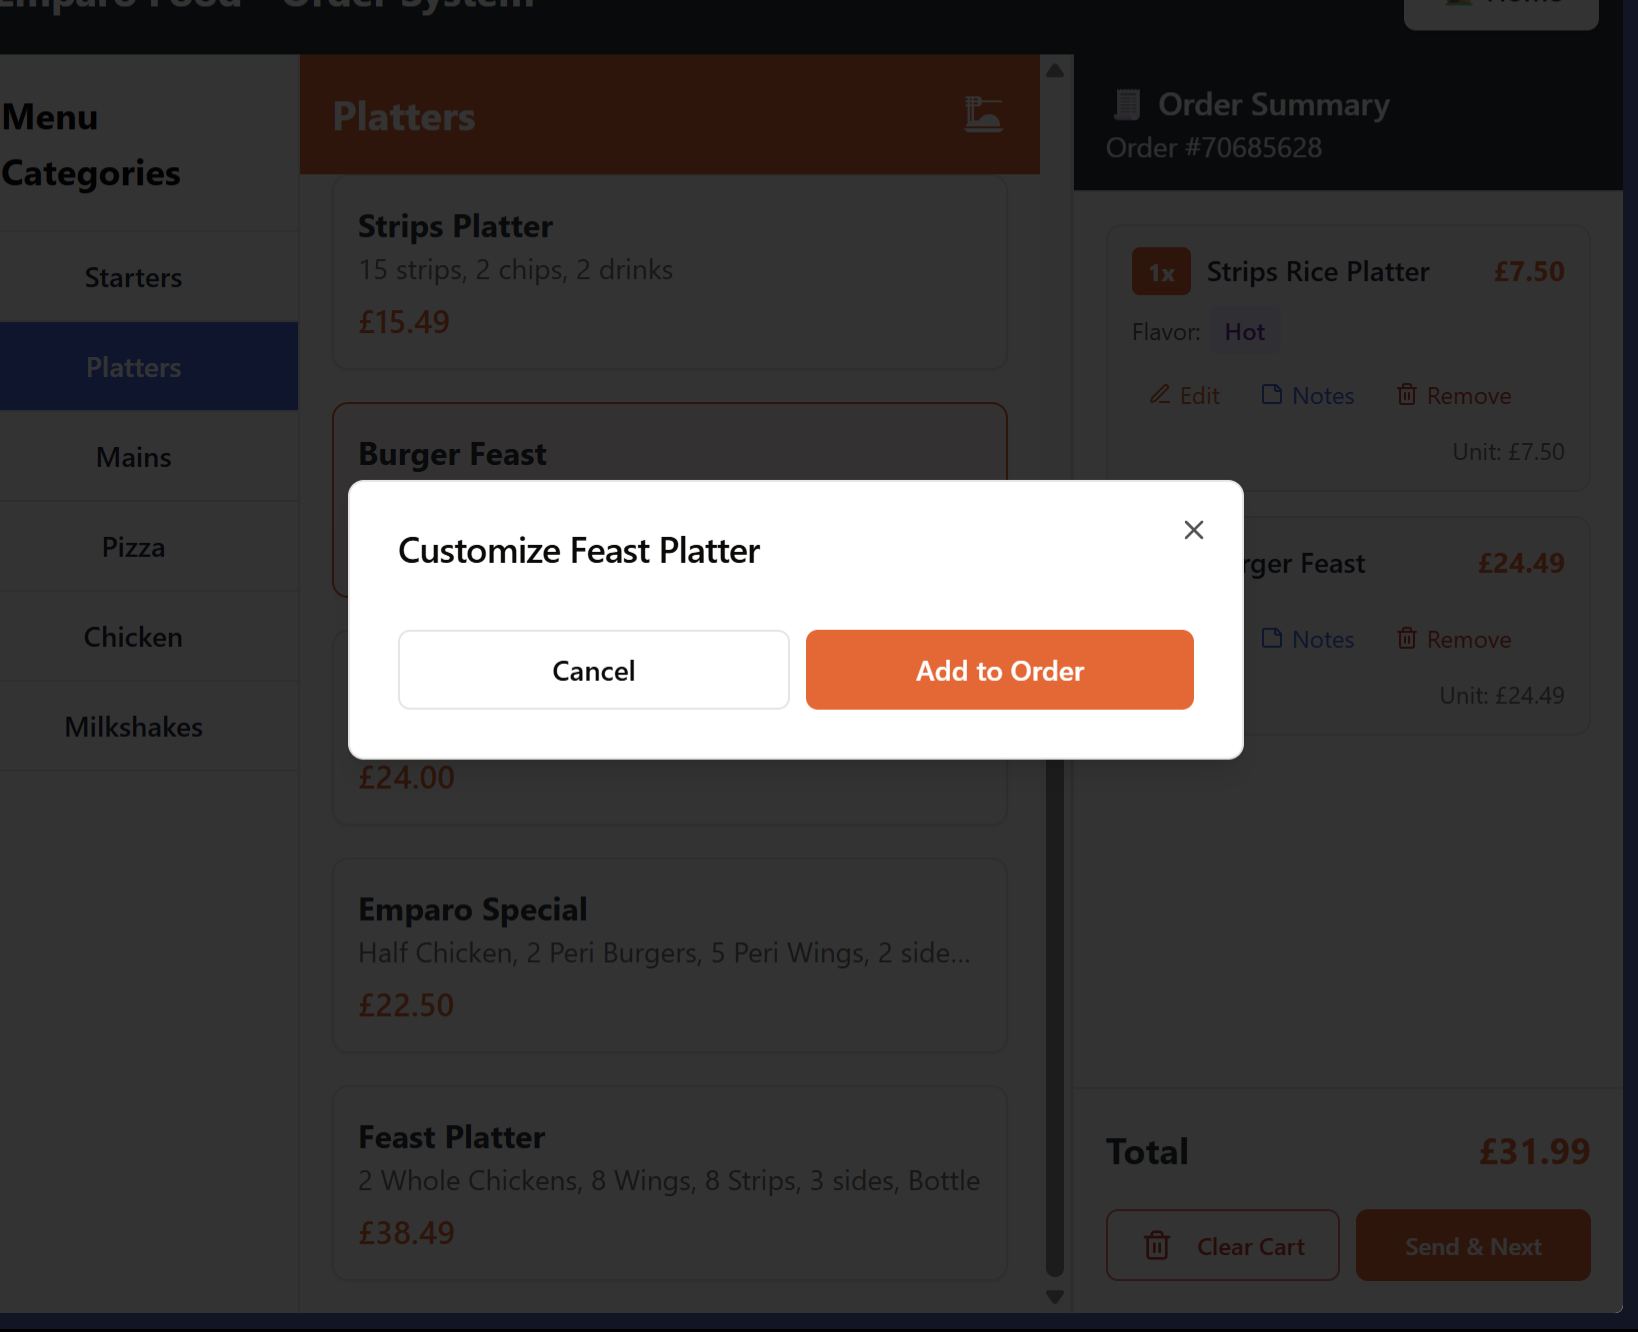 Emparo Food - Order System
Home
Menu
Categories
Starters
Platters
Mains
Pizza
Chicken
Milkshakes
Platters
Strips Platter
15 strips, 2 chips, 2 drinks
£15.49
Burger Feast
£24.00
Emparo Special
Half Chicken, 2 Peri Burgers, 5 Peri Wings, 2 side...
£22.50
Feast Platter
2 Whole Chickens, 8 Wings, 8 Strips, 3 sides, Bottle
£38.49
Customize Feast Platter
Cancel
Add to Order
Order Summary
Order #70685628
1x Strips Rice Platter £7.50
Flavor: Hot
Edit Notes Remove
Unit: £7.50
rger Feast £24.49
Notes Remove
Unit: £24.49
Total £31.99
Clear Cart
Send & Next